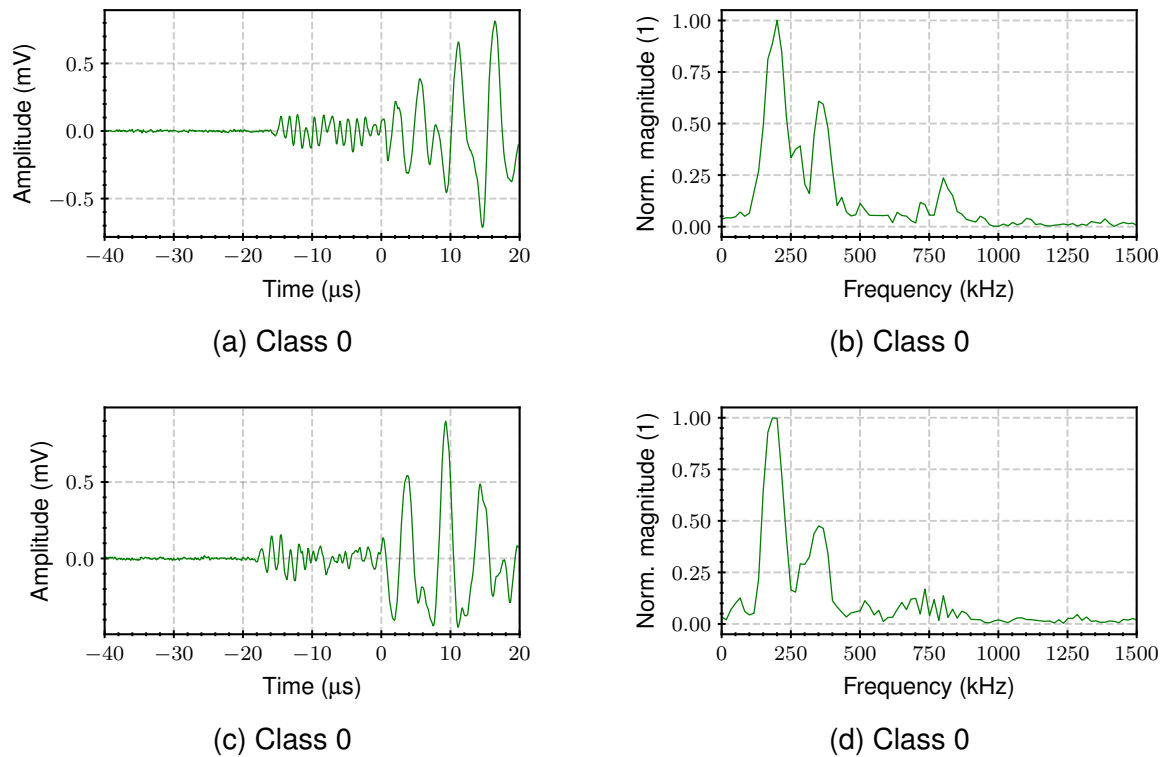 Amplitude (mV)
0.5
0.0
−0.5
−40 −30 −20 −10 0 10 20
Time (μs)
(a) Class 0
Norm. magnitude (1)
1.00
0.75
0.50
0.25
0.00
0 250 500 750 1000 1250 1500
Frequency (kHz)
(b) Class 0
Amplitude (mV)
0.5
0.0
−40 −30 −20 −10 0 10 20
Time (μs)
(c) Class 0
Norm. magnitude (1)
1.00
0.75
0.50
0.25
0.00
0 250 500 750 1000 1250 1500
Frequency (kHz)
(d) Class 0